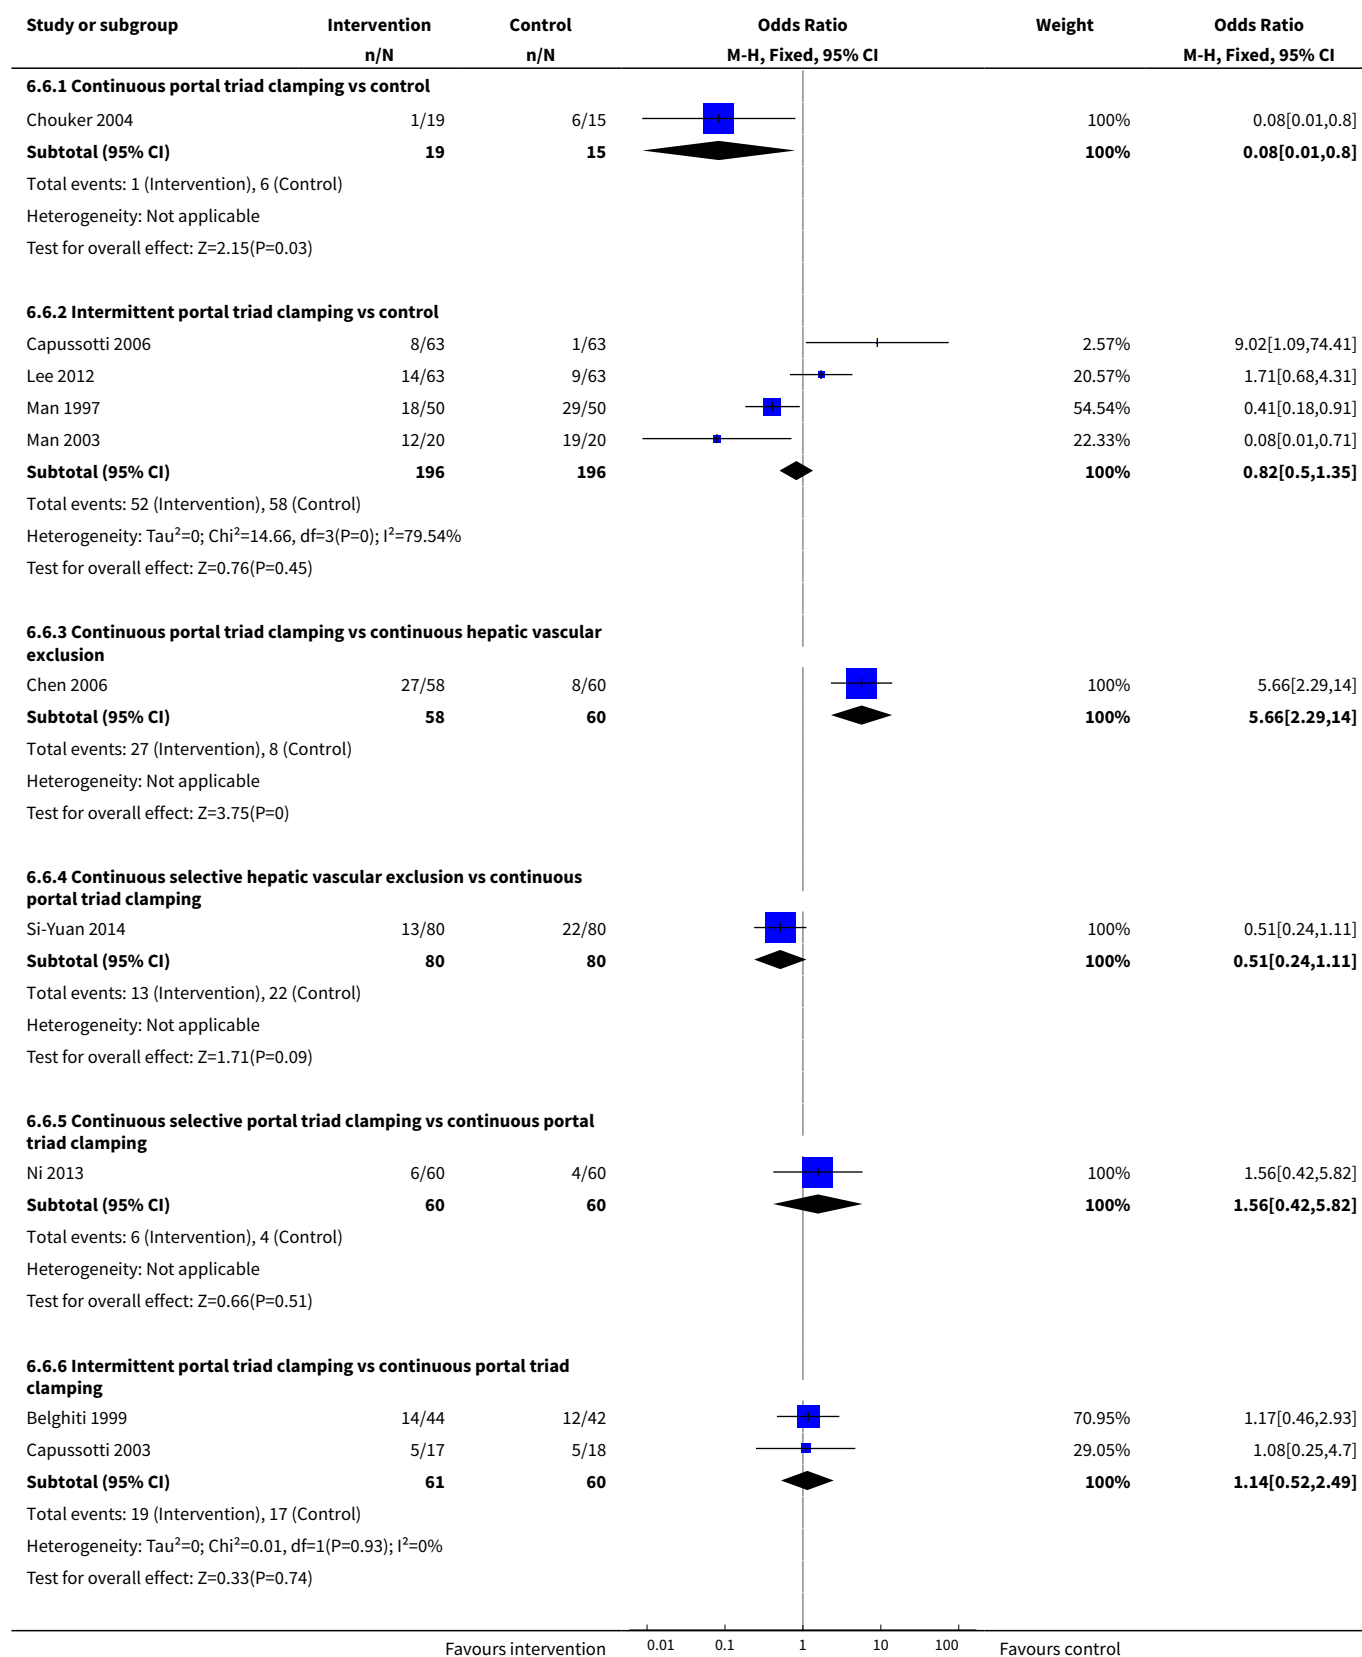 Study or subgroup Intervention Control Odds Ratio Weight Odds Ratio
n/N n/N M-H, Fixed, 95% CI M-H, Fixed, 95% CI
6.6.1 Continuous portal triad clamping vs control
Chouker 2004 1/19 6/15 100% 0.08[0.01,0.8]
Subtotal (95% CI) 19 15 100% 0.08[0.01,0.8]
Total events: 1 (Intervention), 6 (Control)
Heterogeneity: Not applicable
Test for overall effect: Z=2.15(P=0.03)
6.6.2 Intermittent portal triad clamping vs control
Capussotti 2006 8/63 1/63 2.57% 9.02[1.09,74.41]
Lee 2012 14/63 9/63 20.57% 1.71[0.68,4.31]
Man 1997 18/50 29/50 54.54% 0.41[0.18,0.91]
Man 2003 12/20 19/20 22.33% 0.08[0.01,0.71]
Subtotal (95% CI) 196 196 100% 0.82[0.5,1.35]
Total events: 52 (Intervention), 58 (Control)
Heterogeneity: Tau²=0; Chi²=14.66, df=3(P=0); I²=79.54%
Test for overall effect: Z=0.76(P=0.45)
6.6.3 Continuous portal triad clamping vs continuous hepatic vascular
exclusion
Chen 2006 27/58 8/60 100% 5.66[2.29,14]
Subtotal (95% CI) 58 60 100% 5.66[2.29,14]
Total events: 27 (Intervention), 8 (Control)
Heterogeneity: Not applicable
Test for overall effect: Z=3.75(P=0)
6.6.4 Continuous selective hepatic vascular exclusion vs continuous
portal triad clamping
Si-Yuan 2014 13/80 22/80 100% 0.51[0.24,1.11]
Subtotal (95% CI) 80 80 100% 0.51[0.24,1.11]
Total events: 13 (Intervention), 22 (Control)
Heterogeneity: Not applicable
Test for overall effect: Z=1.71(P=0.09)
6.6.5 Continuous selective portal triad clamping vs continuous portal
triad clamping
Ni 2013 6/60 4/60 100% 1.56[0.42,5.82]
Subtotal (95% CI) 60 60 100% 1.56[0.42,5.82]
Total events: 6 (Intervention), 4 (Control)
Heterogeneity: Not applicable
Test for overall effect: Z=0.66(P=0.51)
6.6.6 Intermittent portal triad clamping vs continuous portal triad
clamping
Belghiti 1999 14/44 12/42 70.95% 1.17[0.46,2.93]
Capussotti 2003 5/17 5/18 29.05% 1.08[0.25,4.7]
Subtotal (95% CI) 61 60 100% 1.14[0.52,2.49]
Total events: 19 (Intervention), 17 (Control)
Heterogeneity: Tau²=0; Chi²=0.01, df=1(P=0.93); I²=0%
Test for overall effect: Z=0.33(P=0.74)
Favours intervention 0.01 0.1 1 10 100 Favours control